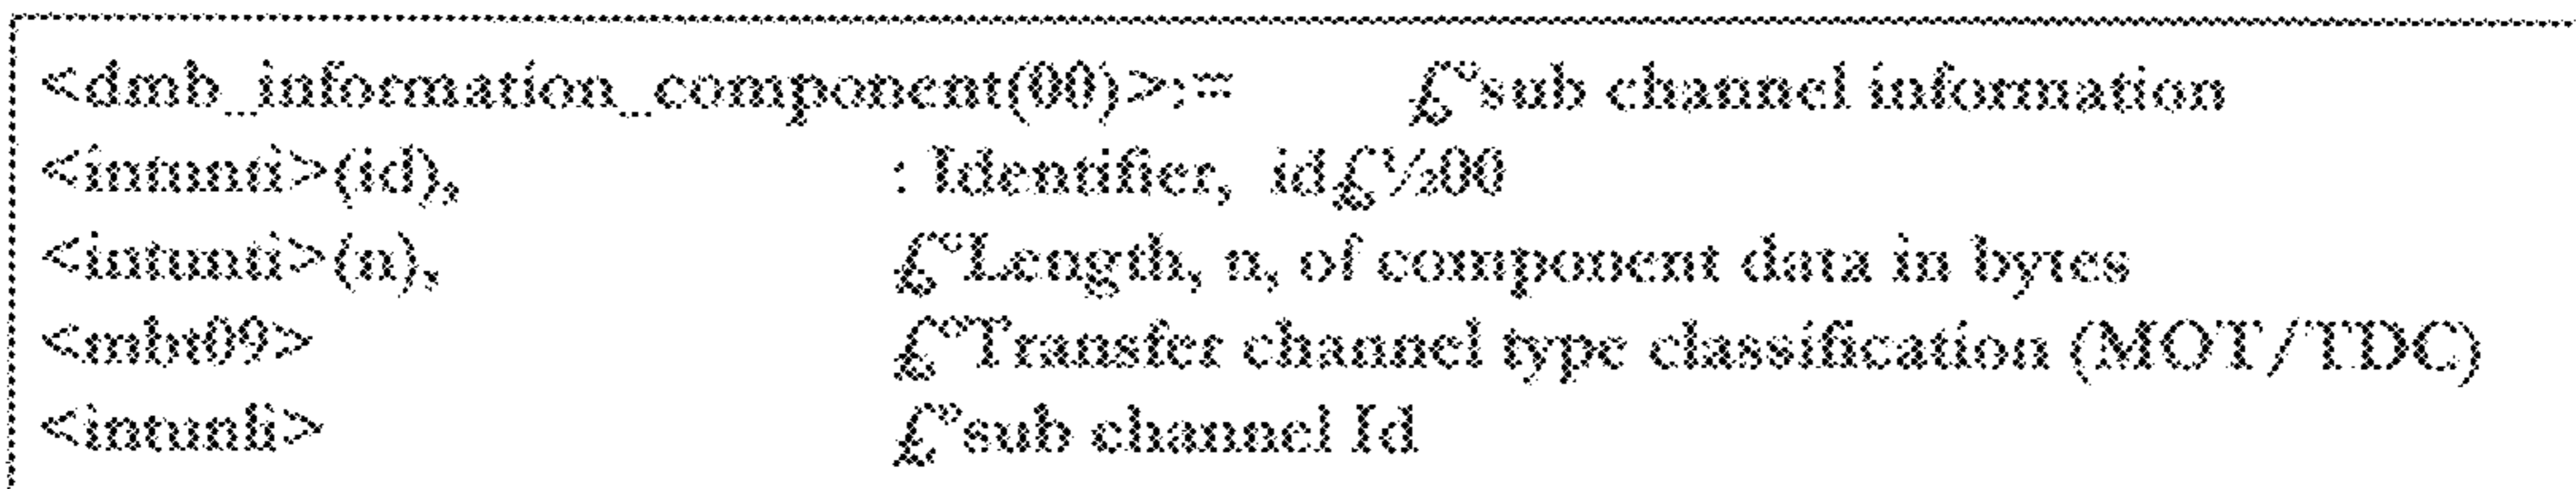 <dmb_information_component(00)>:= £ºsub channel information
<intunti>(id), : Identifier, id£½00
<intunti>(n), £ºLength, n, of component data in bytes
<mbt09> £ºTransfer channel type classification (MOT/TDC)
<intunli> £ºsub channel Id